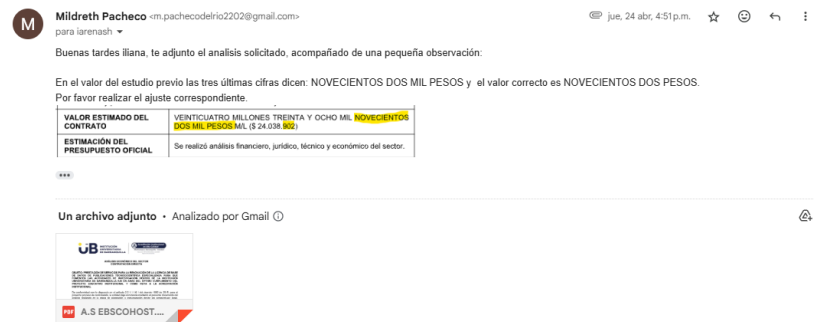 M
Mildreth Pacheco <m.pachecodelrio2202@gmail.com>
jue, 24 abr, 4:51 p.m.
para iarenash
Buenas tardes iliana, te adjunto el analisis solicitado, acompañado de una pequeña observación:
En el valor del estudio previo las tres últimas cifras dicen: NOVECIENTOS DOS MIL PESOS y el valor correcto es NOVECIENTOS DOS PESOS.
Por favor realizar el ajuste correspondiente.
VALOR ESTIMADO DEL CONTRATO
VEINTICUATRO MILLONES TREINTA Y OCHO MIL NOVECIENTOS
DOS MIL PESOS M/L ($ 24.038.902)
ESTIMACIÓN DEL PRESUPUESTO OFICIAL
Se realizó análisis financiero, jurídico, técnico y económico del sector.
Un archivo adjunto • Analizado por Gmail
ÜB
PDF
A.S EBSCOHOST....